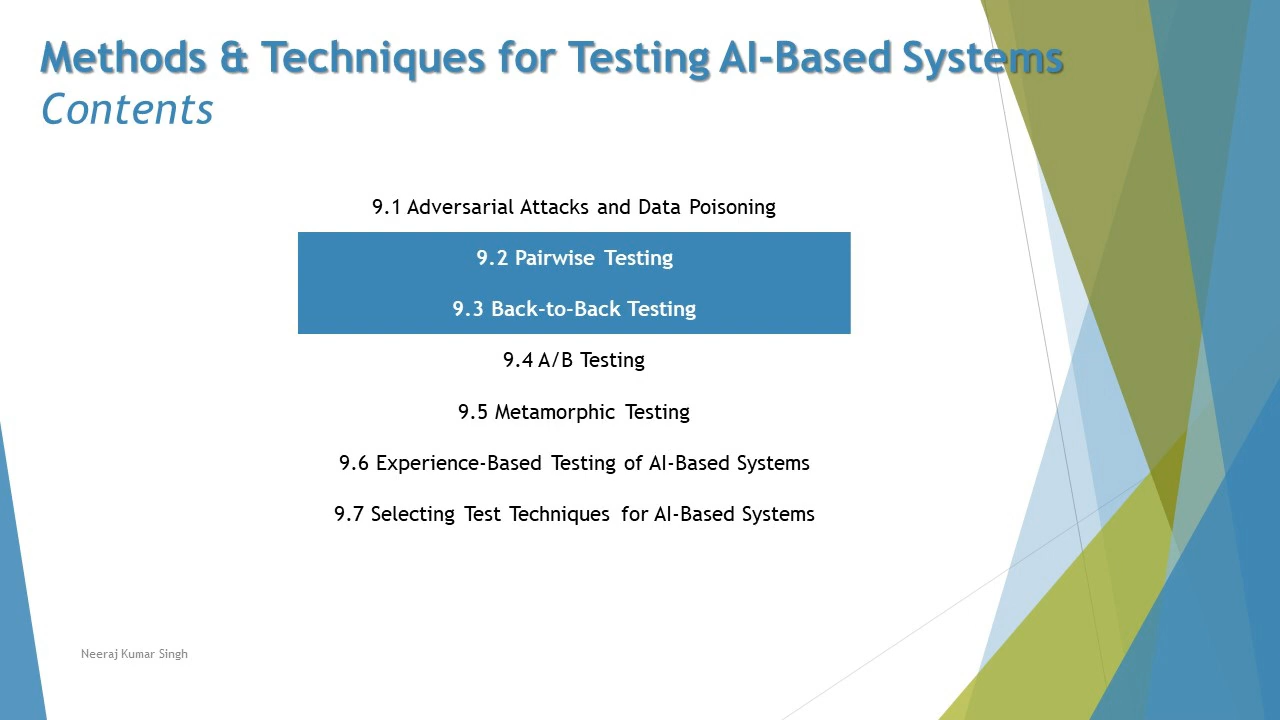 Methods & Techniques for Testing AI-Based Systems
Contents
9.1 Adversarial Attacks and Data Poisoning
9.2 Pairwise Testing
9.3 Back-to-Back Testing
9.4 A/B Testing
9.5 Metamorphic Testing
9.6 Experience-Based Testing of AI-Based Systems
9.7 Selecting Test Techniques for AI-Based Systems
Neeraj Kumar Singh